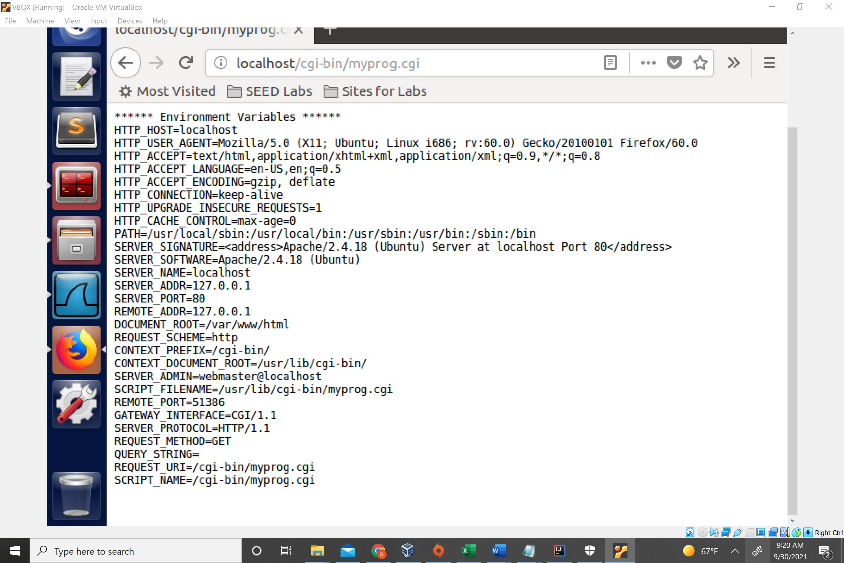 VBOX [Running] - Oracle VM VirtualBox
File Machine View Input Devices Help
localhost/cgi-bin/myprog.c
localhost/cgi-bin/myprog.cgi
Most Visited SEED Labs Sites for Labs
****** Environment Variables ******
HTTP_HOST=localhost
HTTP_USER_AGENT=Mozilla/5.0 (X11; Ubuntu; Linux i686; rv:60.0) Gecko/20100101 Firefox/60.0
HTTP_ACCEPT=text/html,application/xhtml+xml,application/xml;q=0.9,*/*;q=0.8
HTTP_ACCEPT_LANGUAGE=en-US,en;q=0.5
HTTP_ACCEPT_ENCODING=gzip, deflate
HTTP_CONNECTION=keep-alive
HTTP_UPGRADE_INSECURE_REQUESTS=1
HTTP_CACHE_CONTROL=max-age=0
PATH=/usr/local/sbin:/usr/local/bin:/usr/sbin:/usr/bin:/sbin:/bin
SERVER_SIGNATURE=<address>Apache/2.4.18 (Ubuntu) Server at localhost Port 80</address>
SERVER_SOFTWARE=Apache/2.4.18 (Ubuntu)
SERVER_NAME=localhost
SERVER_ADDR=127.0.0.1
SERVER_PORT=80
REMOTE_ADDR=127.0.0.1
DOCUMENT_ROOT=/var/www/html
REQUEST_SCHEME=http
CONTEXT_PREFIX=/cgi-bin/
CONTEXT_DOCUMENT_ROOT=/usr/lib/cgi-bin/
SERVER_ADMIN=webmaster@localhost
SCRIPT_FILENAME=/usr/lib/cgi-bin/myprog.cgi
REMOTE_PORT=51386
GATEWAY_INTERFACE=CGI/1.1
SERVER_PROTOCOL=HTTP/1.1
REQUEST_METHOD=GET
QUERY_STRING=
REQUEST_URI=/cgi-bin/myprog.cgi
SCRIPT_NAME=/cgi-bin/myprog.cgi
Right Ctrl
Type here to search
67°F
9:20 AM
9/30/2021
2